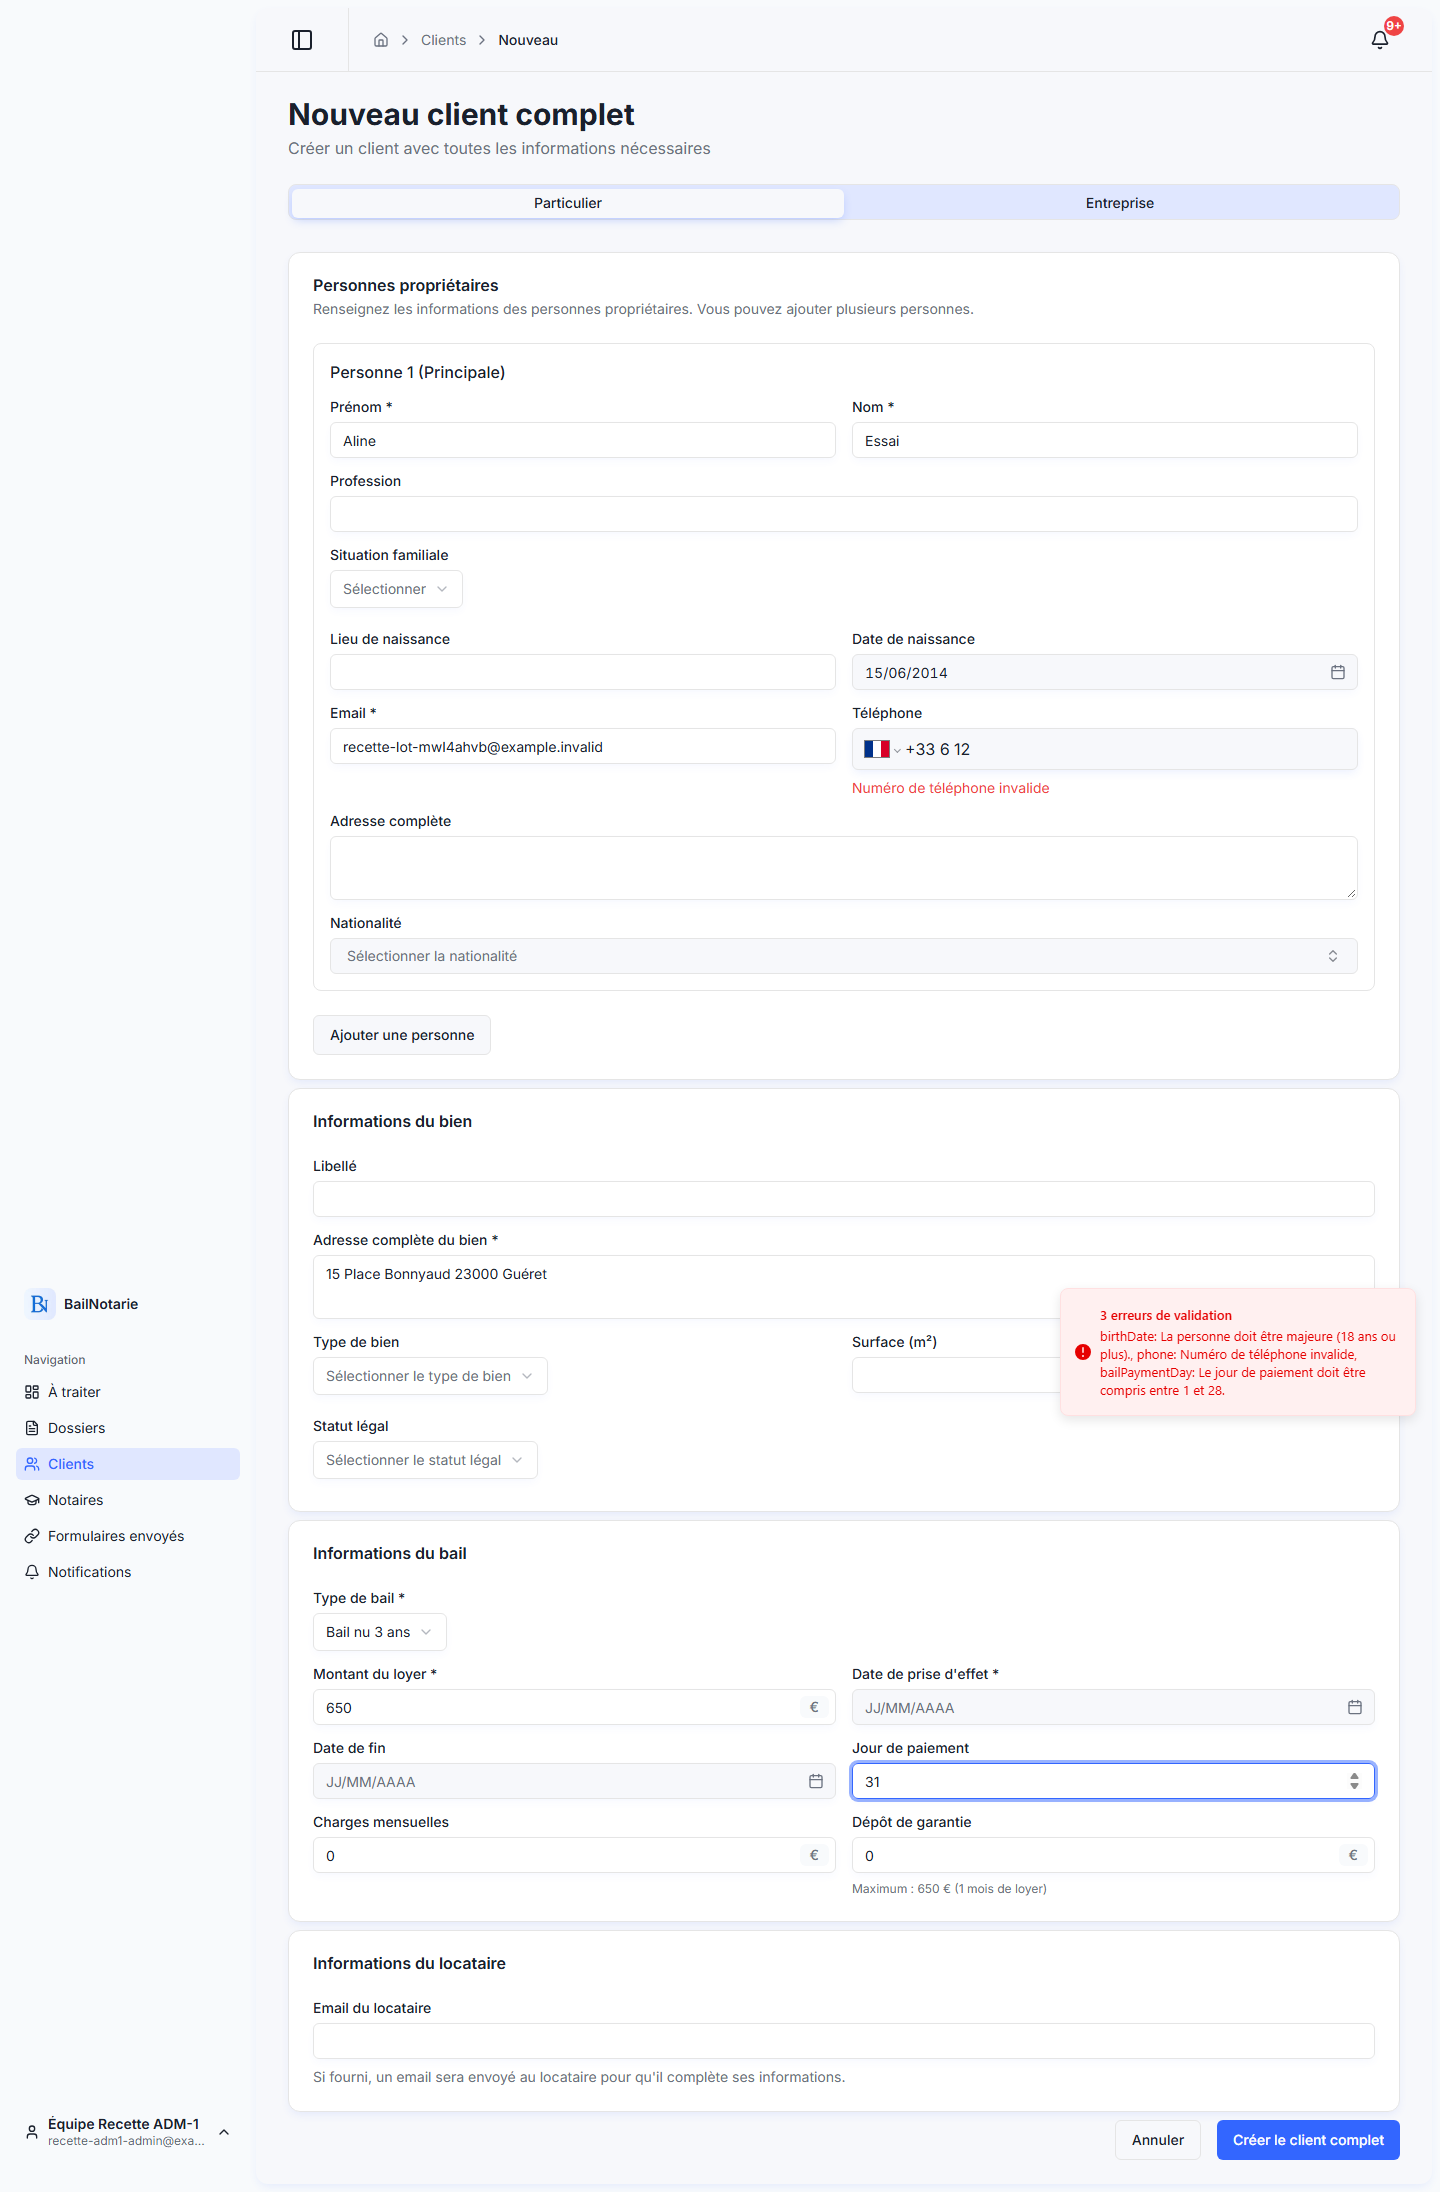 Clients
Nouveau
9+
Nouveau client complet
Créer un client avec toutes les informations nécessaires
Particulier
Entreprise
Personnes propriétaires
Renseignez les informations des personnes propriétaires. Vous pouvez ajouter plusieurs personnes.
Personne 1 (Principale)
Prénom *
Nom *
Aline
Essai
Profession
Situation familiale
Sélectionner
Lieu de naissance
Date de naissance
15/06/2014
Email *
Téléphone
recette-lot-mwl4ahvb@example.invalid
+33 6 12
Numéro de téléphone invalide
Adresse complète
Nationalité
Sélectionner la nationalité
Ajouter une personne
Informations du bien
Libellé
Adresse complète du bien *
15 Place Bonnyaud 23000 Guéret
Type de bien
Surface (m²)
Sélectionner le type de bien
Statut légal
Sélectionner le statut légal
3 erreurs de validation
birthDate: La personne doit être majeure (18 ans ou
plus)., phone: Numéro de téléphone invalide,
bailPaymentDay: Le jour de paiement doit être
compris entre 1 et 28.
Informations du bail
Type de bail *
Bail nu 3 ans
Montant du loyer *
Date de prise d'effet *
650 €
JJ/MM/AAAA
Date de fin
Jour de paiement
JJ/MM/AAAA
31
Charges mensuelles
Dépôt de garantie
0 €
0 €
Maximum : 650 € (1 mois de loyer)
Informations du locataire
Email du locataire
Si fourni, un email sera envoyé au locataire pour qu'il complète ses informations.
Annuler
Créer le client complet
BN BailNotarie
Navigation
À traiter
Dossiers
Clients
Notaires
Formulaires envoyés
Notifications
Équipe Recette ADM-1
recette-adm1-admin@exa...